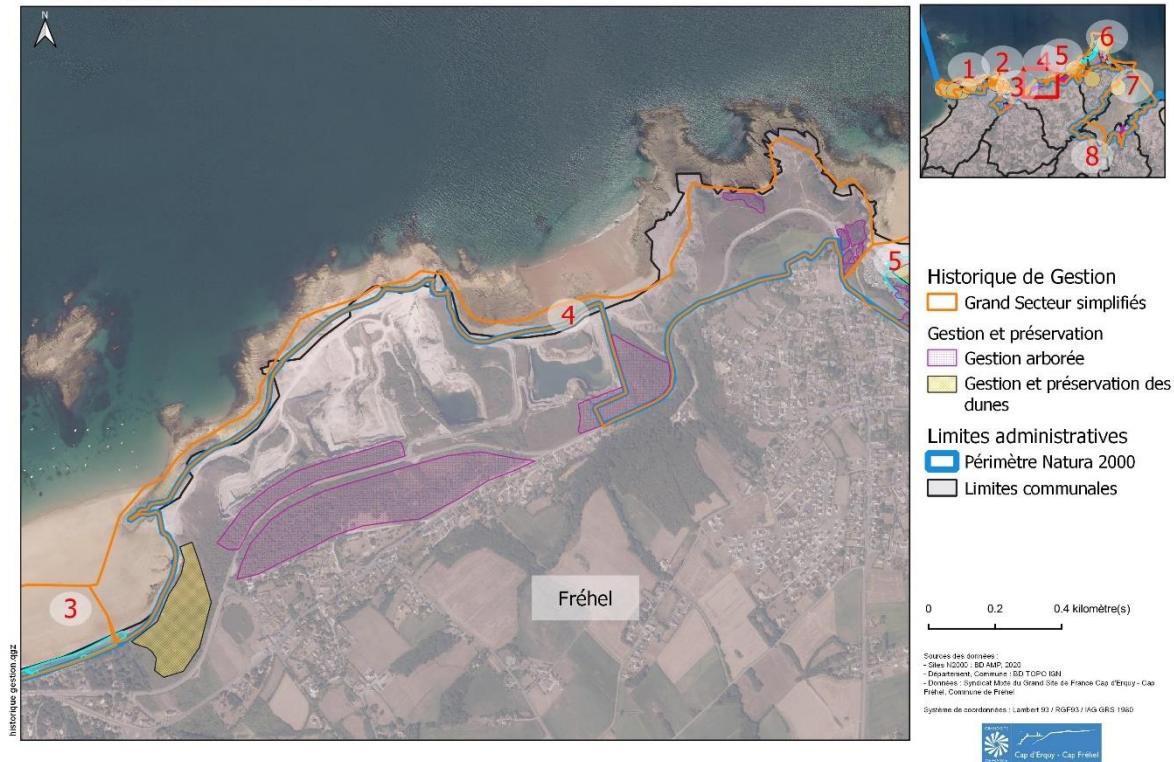 N
4
5
3
Fréhel
historique gestion.qgz
1
2
3
4
5
6
7
8
Historique de Gestion
Grand Secteur simplifiés
Gestion et préservation
Gestion arborée
Gestion et préservation des
dunes
Limites administratives
Périmètre Natura 2000
Limites communales
0 0.2 0.4 kilomètre(s)
Sources des données :
- Sites N2000 : BD AMP, 2020
- Département, Commune : BD TOPO IGN
- Données : Syndicat Mixte du Grand Site de France Cap d'Erquy - Cap
Fréhel, Commune de Fréhel
Système de coordonnées : Lambert 93 / RGF93 / IAG GRS 1980
Cap d'Erquy - Cap Fréhel